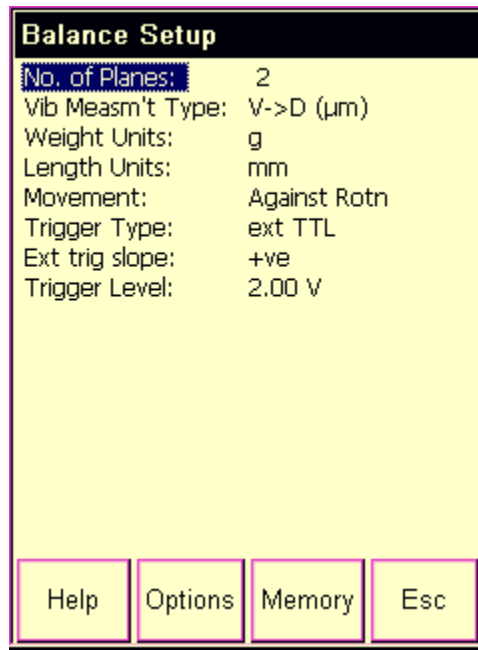 Balance Setup
No. of Planes: 2
Vib Measm't Type: V->D (µm)
Weight Units: g
Length Units: mm
Movement: Against Rotn
Trigger Type: ext TTL
Ext trig slope: +ve
Trigger Level: 2.00 V
Help Options Memory Esc